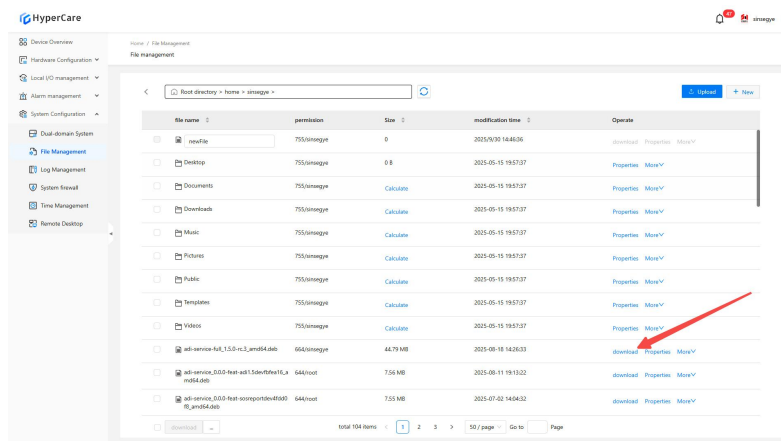 HyperCare
47
sinsegye
Device Overview
Hardware Configuration
Local I/O management
Alarm management
System Configuration
Dual-domain System
File Management
Log Management
System firewall
Time Management
Remote Desktop
Home / File Management
File management
Root directory > home > sinsegye >
Upload
+ New
file name permission Size modification time Operate
newFile 755/sinsegye 0 2025/9/30 14:46:36 download Properties More
Desktop 755/sinsegye 0 B 2025-05-15 19:57:37 Properties More
Documents 755/sinsegye Calculate 2025-05-15 19:57:37 Properties More
Downloads 755/sinsegye Calculate 2025-05-15 19:57:37 Properties More
Music 755/sinsegye Calculate 2025-05-15 19:57:37 Properties More
Pictures 755/sinsegye Calculate 2025-05-15 19:57:37 Properties More
Public 755/sinsegye Calculate 2025-05-15 19:57:37 Properties More
Templates 755/sinsegye Calculate 2025-05-15 19:57:37 Properties More
Videos 755/sinsegye Calculate 2025-05-15 19:57:37 Properties More
adi-service-full_1.5.0-rc.3_amd64.deb 664/sinsegye 44.79 MB 2025-08-18 14:26:33 download Properties More
adi-service_0.0.0-feat-adi1.5devfbfea16_a 644/root 7.56 MB 2025-08-11 19:13:22 download Properties More
md64.deb
adi-service_0.0.0-feat-sosreportdev4fdd0 644/root 7.55 MB 2025-07-02 14:04:32 download Properties More
f8_amd64.deb
download ... total 104 items < 1 2 3 > 50 / page Go to Page